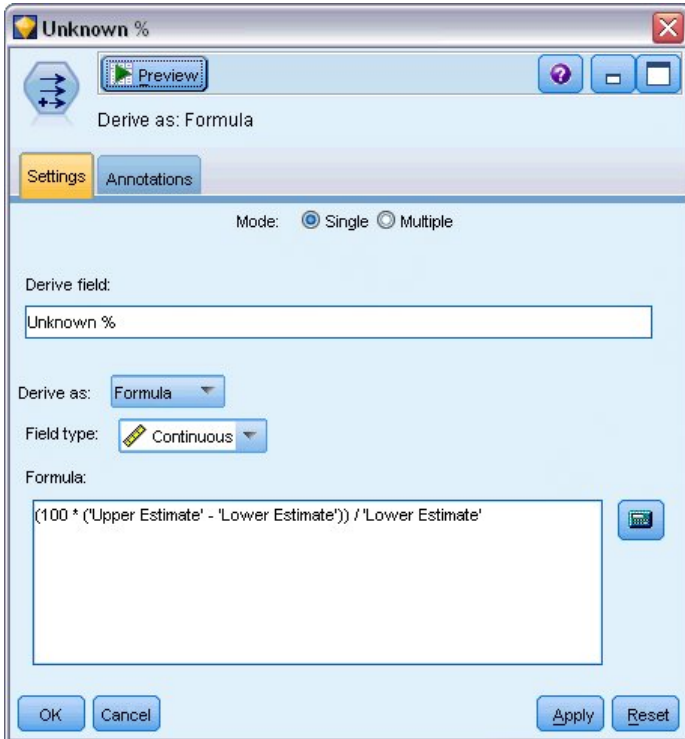 Unknown %
Preview
Derive as: Formula
Settings Annotations
Mode: Single Multiple
Derive field:
Unknown %
Derive as: Formula
Field type: Continuous
Formula:
(100 * ('Upper Estimate' - 'Lower Estimate')) / 'Lower Estimate'
OK Cancel Apply Reset